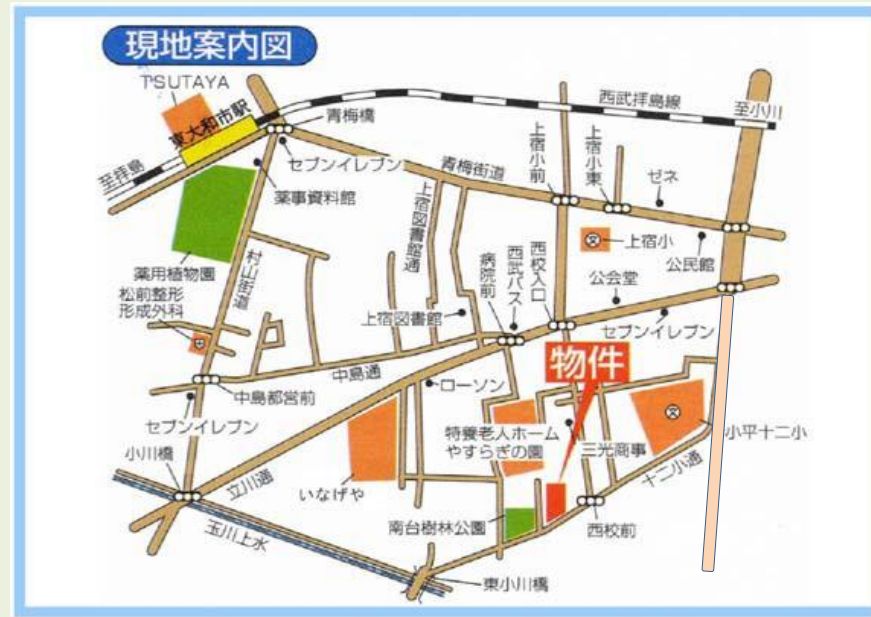 現地案内図
TSUTAYA
東大和市駅
至拝島
青梅橋
セブンイレブン
薬事資料館
薬用植物園
西武拝島線
至小川
青梅街道
上宿小前
上宿小東
ゼネ
上宿小
公民館
公会堂
セブンイレブン
上宿図書館通
上宿図書館
病院前
西武バス
西校入口
村山街道
松前整形
形成外科
中島通
中島都営前
セブンイレブン
小川橋
立川通
玉川上水
ローソン
いなげや
物件
特養老人ホーム
やすらぎの園
三光商事
小平十二小
十二小通
南台樹林公園
西校前
東小川橋